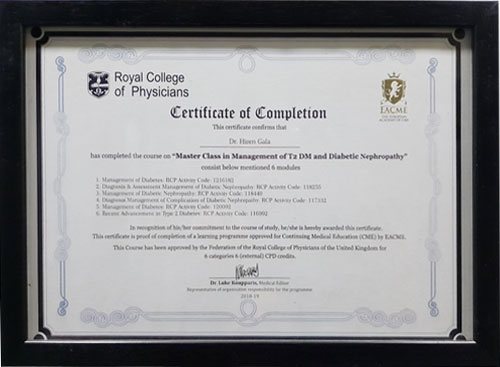 Royal College
of Physicians
EACME
Certificate of Completion
This certificate confirms that
Dr. Hiren Gala
has completed the course on "Master Class in Management of T2 DM and Diabetic Nephropathy"
consist below mentioned 6 modules
1. Management of Diabetes: RCP Activity Code: 
2. Diagnosis & Assessment Management of Diabetic Nephropathy: RCP Activity Code: 118235
3. Management of Diabetic Nephropathy: RCP Activity Code: 118440
4. Diagnosis Management of Complication of Diabetic Nephropathy: RCP Activity Code: 117332
5. Management of Diabetes: RCP Activity Code: 120092
6. Recent Advancement in Type 2 Diabetes: RCP Activity Code: 116992
In recognition of his/her commitment to the course of study, he/she is hereby awarded this certificate.
This certificate is proof of completion of a learning programme approved for Continuing Medical Education (CME) by EACME.
This Course has been approved by the Federation of the Royal College of Physicians of the United Kingdom for
6 categories 6 (external) CPD credits.
Dr. Luke Koupparis, Medical Editor
Representative of organisation responsibility for the programme
2018-19